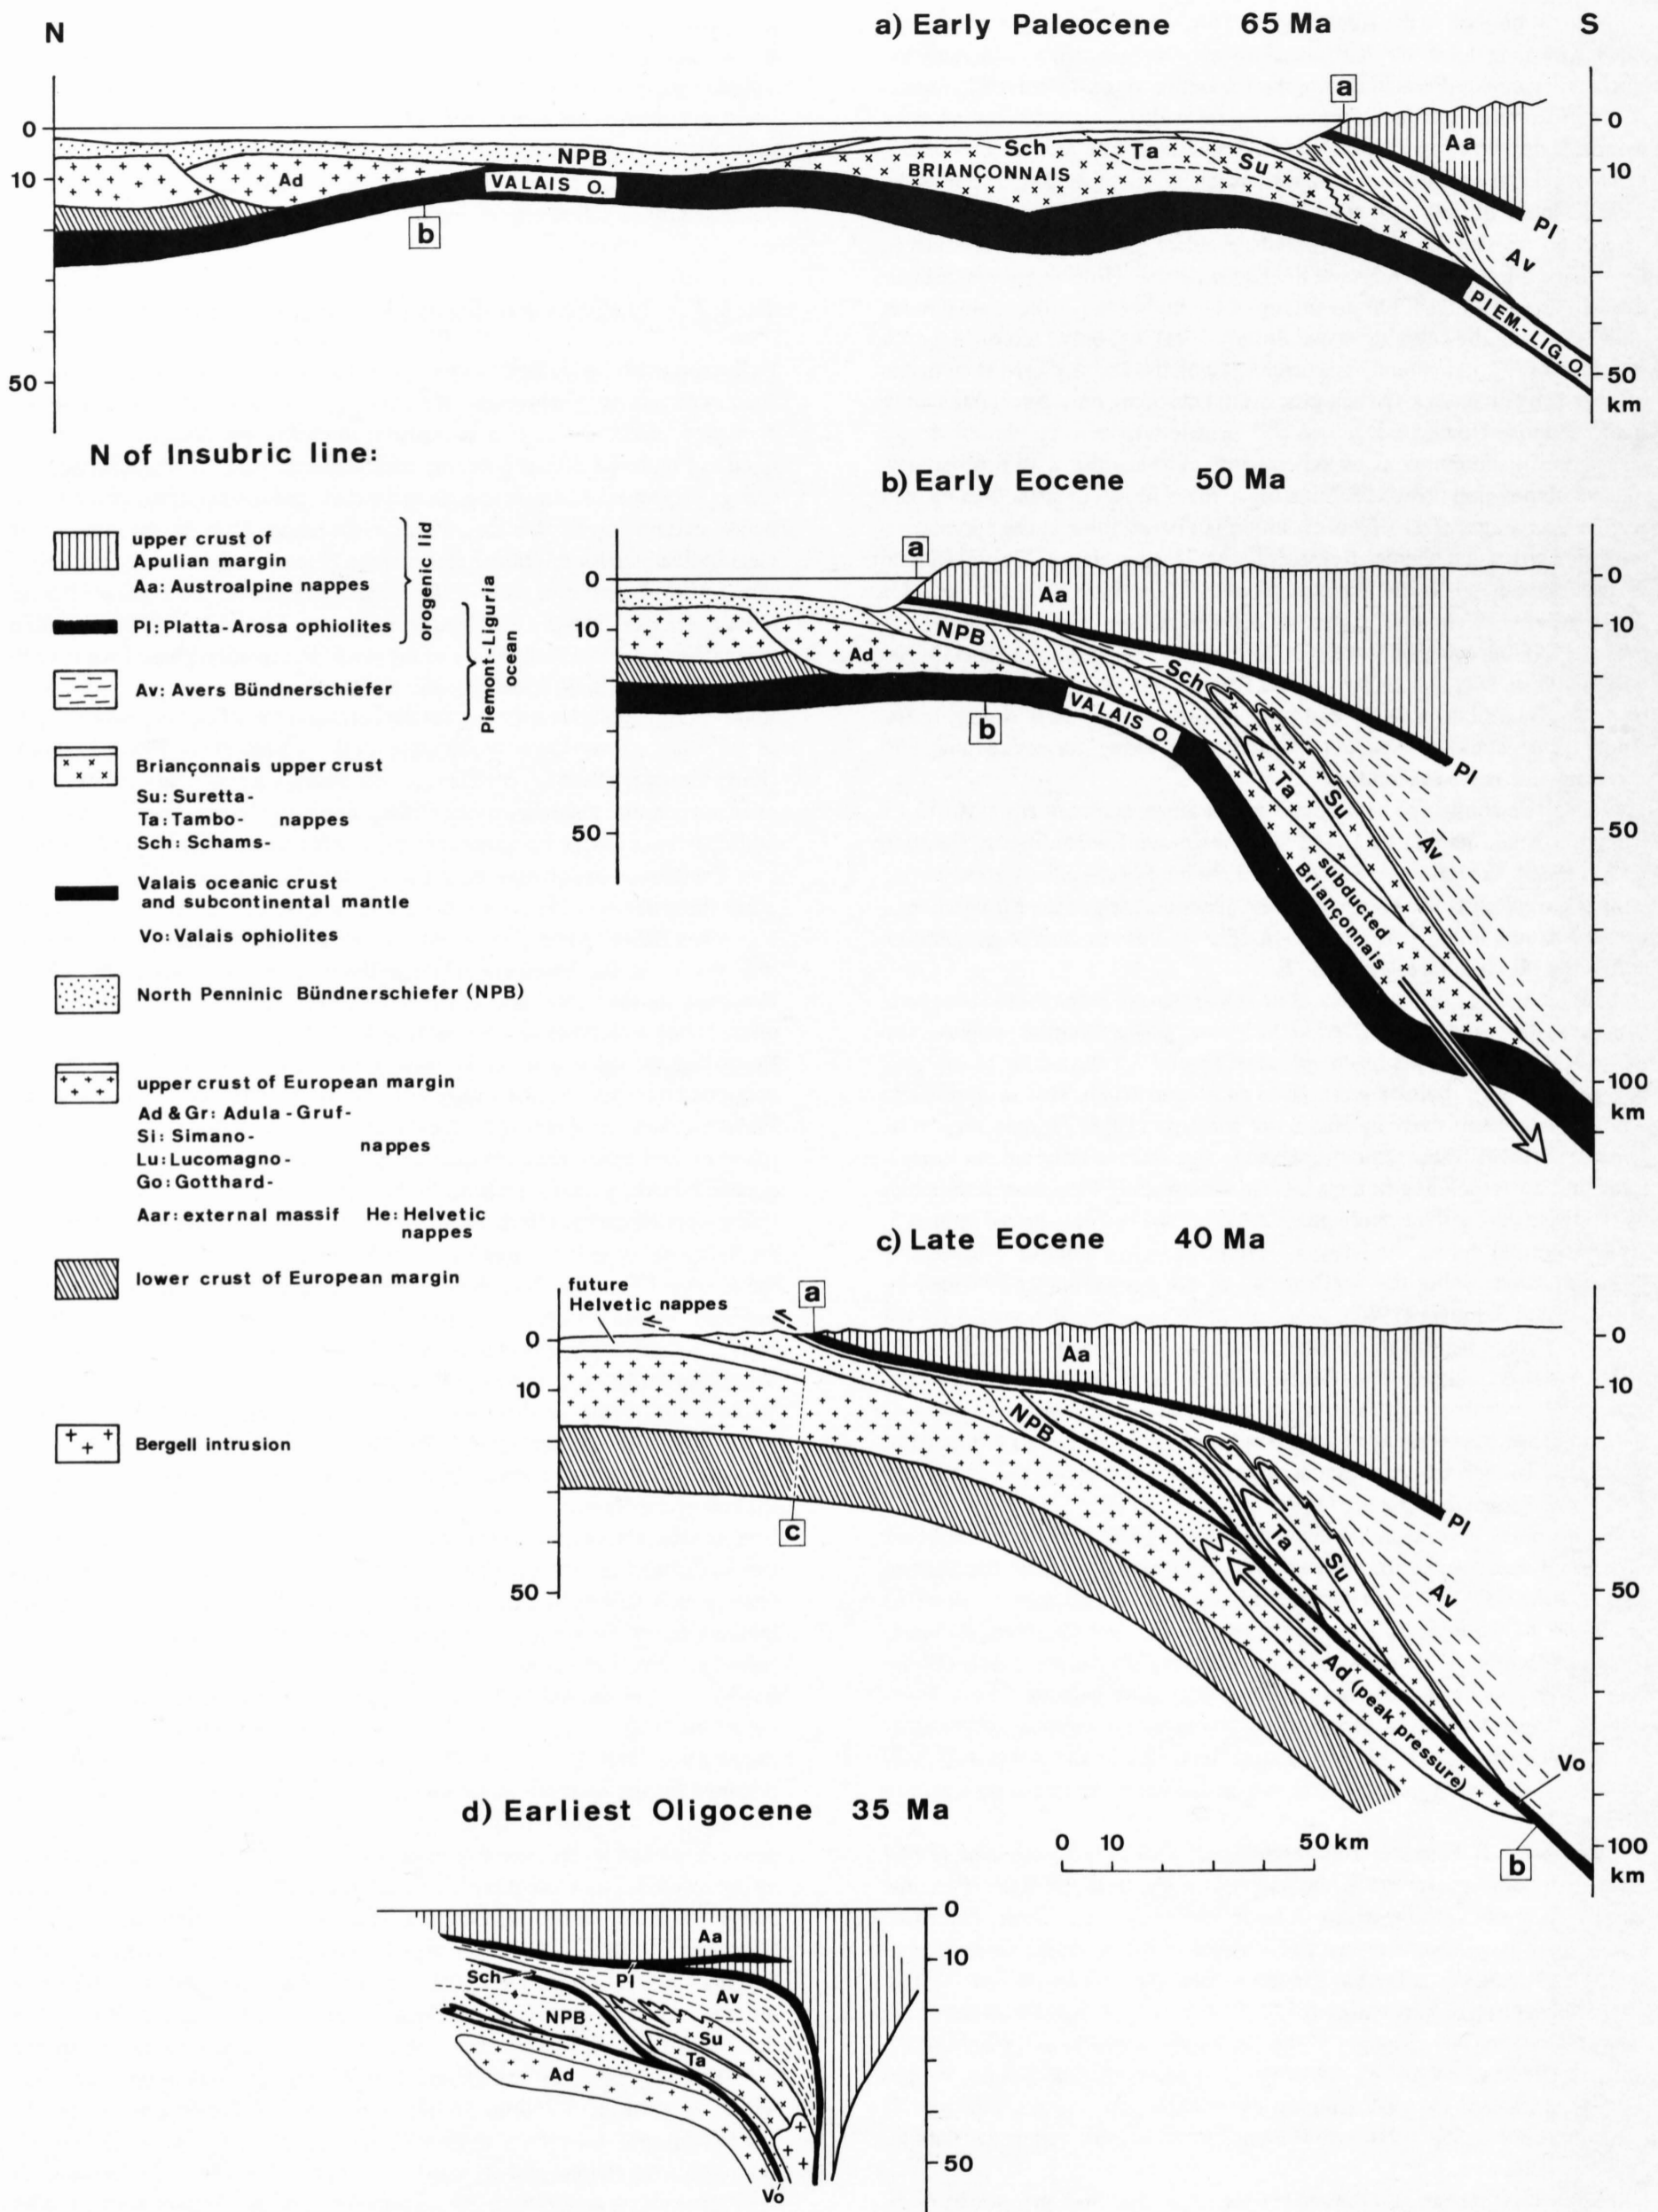 a) Early Paleocene 65 Ma
N
S
a
0
0
Aa
NPB
Sch
Ta
Su
10
Ad
VALAIS O.
BRIANÇONNAIS
10
b
Pl
Av
PIEM.-LIG. O.
50
50
km
N of Insubric line:
upper crust of
Apulian margin
Aa: Austroalpine nappes
Pl: Platta-Arosa ophiolites
orogenic lid
Av: Avers Bündnerschiefer
Piemont-Liguria
ocean
Briançonnais upper crust
Su: Suretta-
Ta: Tambo- nappes
Sch: Schams-
Valais oceanic crust
and subcontinental mantle
Vo: Valais ophiolites
North Penninic Bündnerschiefer (NPB)
upper crust of European margin
Ad & Gr: Adula-Gruf-
Si: Simano-
nappes
Lu: Lucomagno-
Go: Gotthard-
Aar: external massif He: Helvetic
nappes
lower crust of European margin
Bergell intrusion
b) Early Eocene 50 Ma
a
0
0
Aa
10
NPB
10
Ad
Sch
VALAIS O.
b
Pl
Ta
Su
50
50
Av
subducted
Briançonnais
100
km
c) Late Eocene 40 Ma
future
Helvetic nappes
a
0
0
Aa
10
10
NPB
c
Pl
Ta
Su
50
50
Av
Ad (peak pressure)
Vo
b
100
km
0 10 50 km
d) Earliest Oligocene 35 Ma
0
Aa
10
Sch
Pl
Av
NPB
Su
Ta
Ad
50
Vo